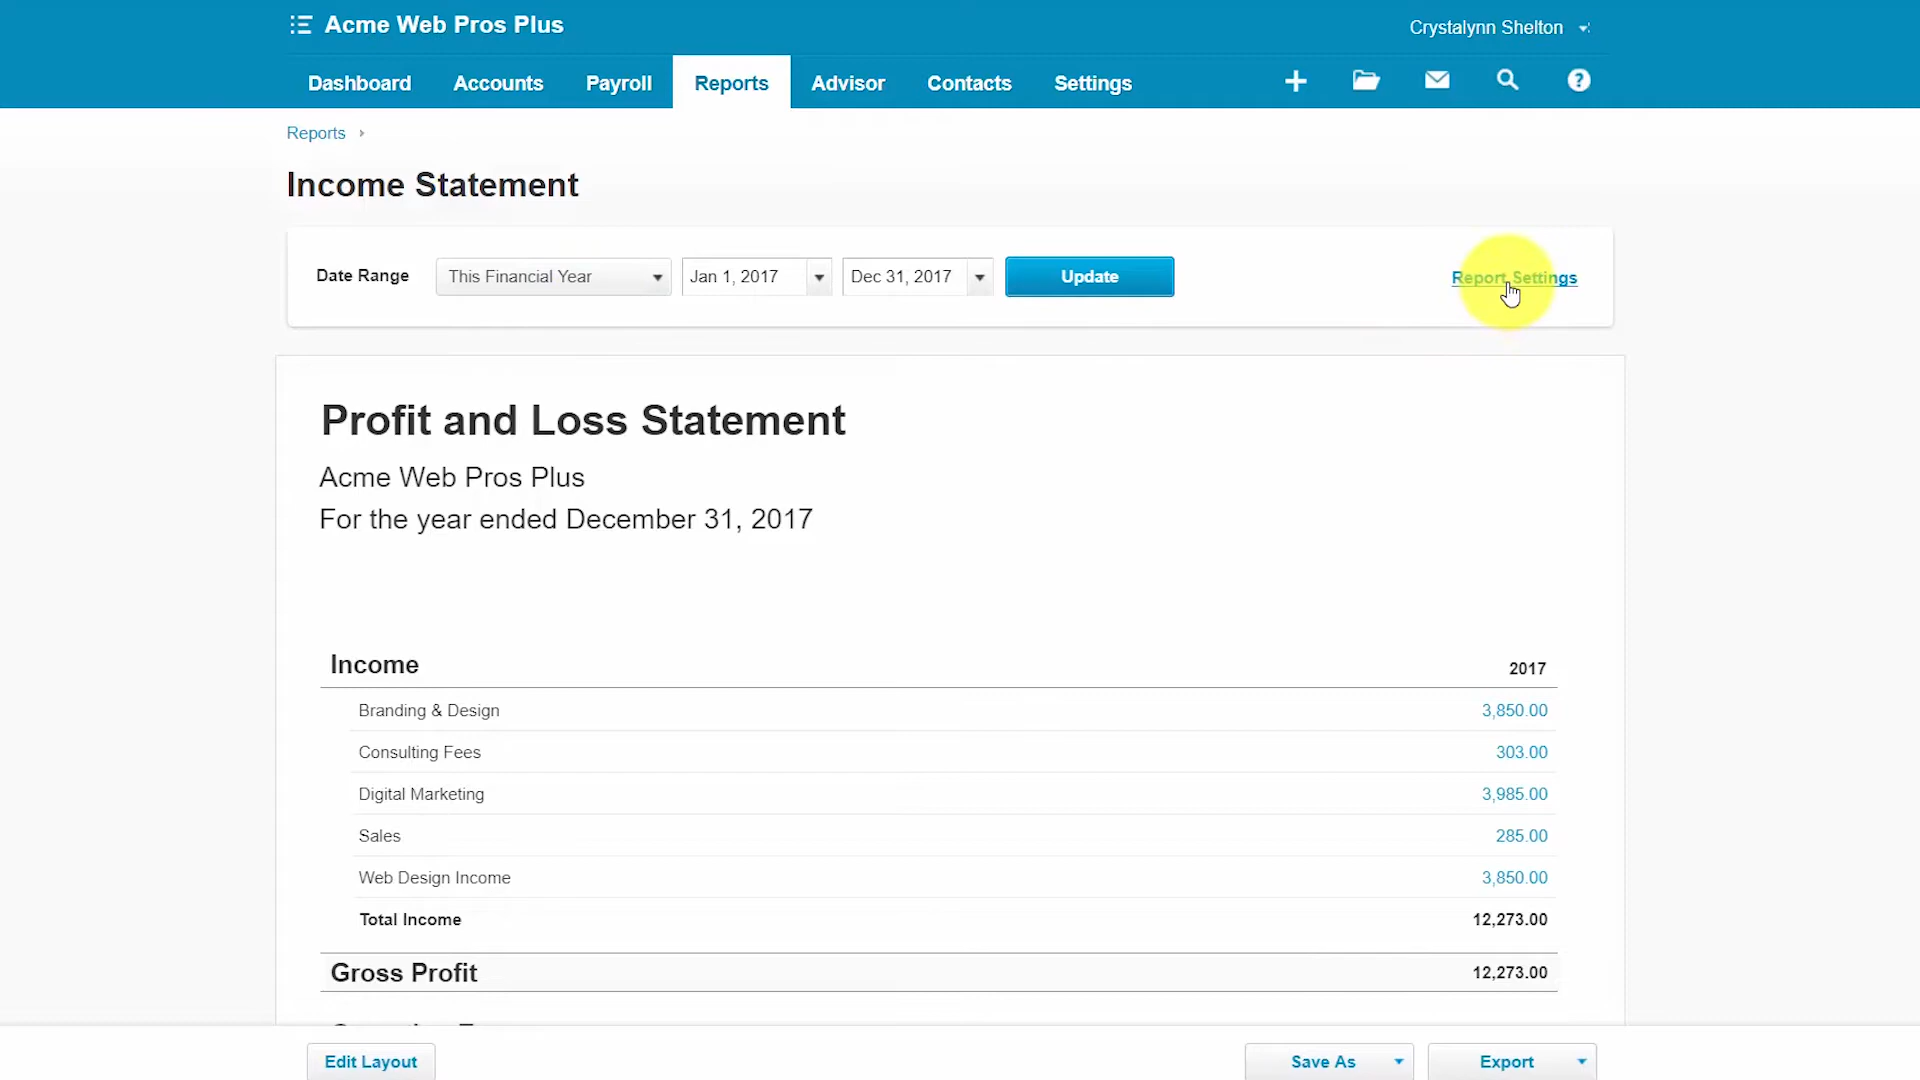 Acme Web Pros Plus
Crystalynn Shelton
Dashboard Accounts Payroll Reports Advisor Contacts Settings
Reports
Income Statement
Date Range This Financial Year Jan 1, 2017 Dec 31, 2017 Update Report Settings
Profit and Loss Statement
Acme Web Pros Plus
For the year ended December 31, 2017
Income 2017
Branding & Design 3,850.00
Consulting Fees 303.00
Digital Marketing 3,985.00
Sales 285.00
Web Design Income 3,850.00
Total Income 12,273.00
Gross Profit 12,273.00
Edit Layout Save As Export